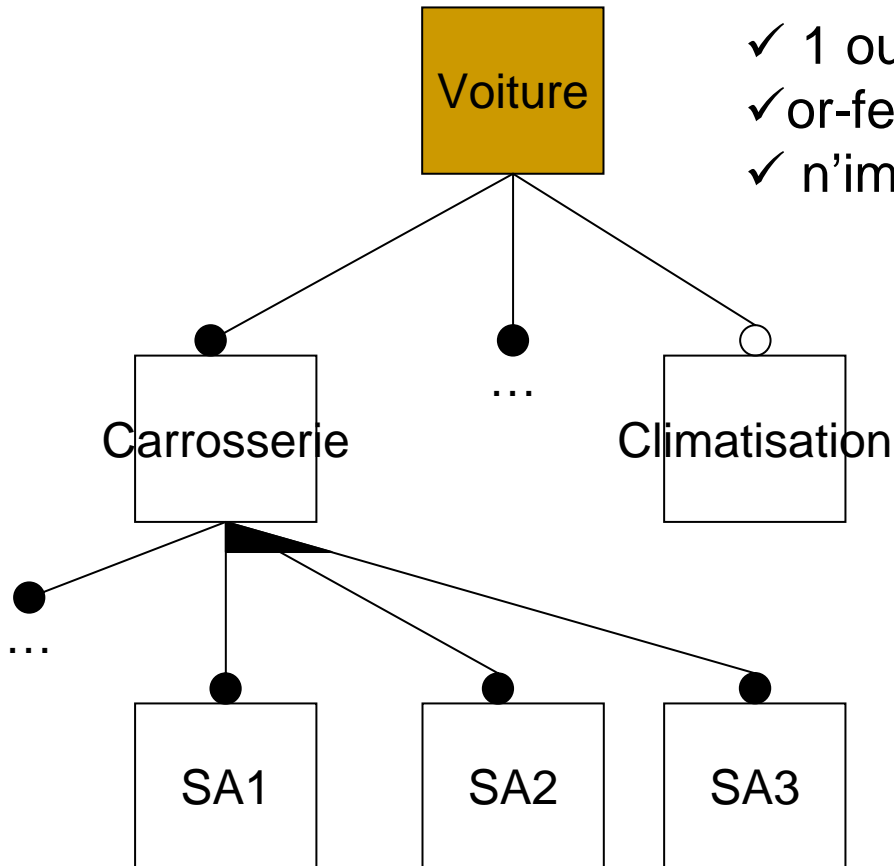 ✓ 1 ou
✓ or-fe
✓ n'im
Voiture
…
Carrosserie
Climatisation
…
SA1
SA2
SA3